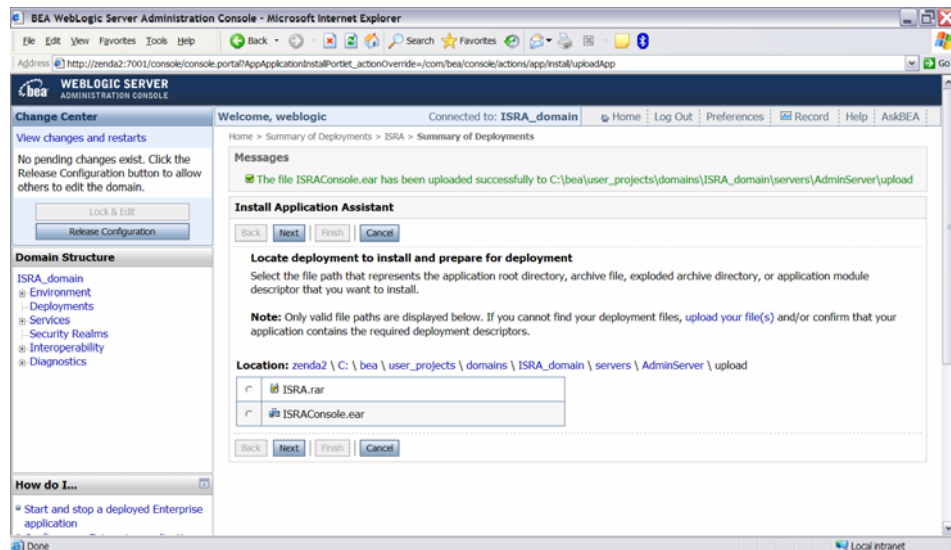 BEA WebLogic Server Administration Console - Microsoft Internet Explorer
File Edit View Favorites Tools Help
Back Search Favorites
Address http://zenda2:7001/console/console.portal?AppApplicationInstallPortlet_actionOverride=/com/bea/console/actions/app/install/uploadApp Go
bea WEBLOGIC SERVER
ADMINISTRATION CONSOLE
Change Center
View changes and restarts
No pending changes exist. Click the
Release Configuration button to allow
others to edit the domain.
Lock & Edit
Release Configuration
Domain Structure
ISRA_domain
Environment
Deployments
Services
Security Realms
Interoperability
Diagnostics
How do I...
Start and stop a deployed Enterprise
application
Welcome, weblogic Connected to: ISRA_domain Home Log Out Preferences Record Help AskBEA
Home > Summary of Deployments > ISRA > Summary of Deployments
Messages
The file ISRAConsole.ear has been uploaded successfully to C:\bea\user_projects\domains\ISRA_domain\servers\AdminServer\upload
Install Application Assistant
Back Next Finish Cancel
Locate deployment to install and prepare for deployment
Select the file path that represents the application root directory, archive file, exploded archive directory, or application module
descriptor that you want to install.
Note: Only valid file paths are displayed below. If you cannot find your deployment files, upload your file(s) and/or confirm that your
application contains the required deployment descriptors.
Location: zenda2 \ C: \ bea \ user_projects \ domains \ ISRA_domain \ servers \ AdminServer \ upload
ISRA.rar
ISRAConsole.ear
Back Next Finish Cancel
Done Local intranet